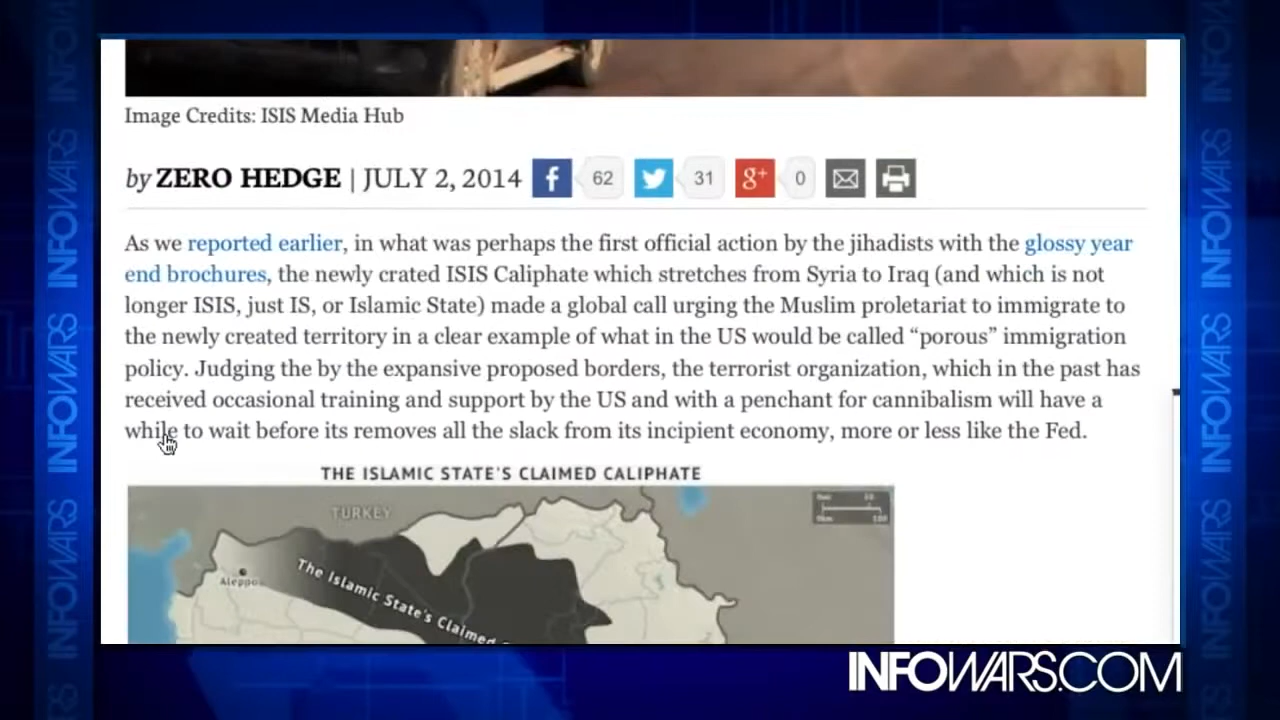 Image Credits: ISIS Media Hub
by ZERO HEDGE | JULY 2, 2014 f 62 31 g+ 0
As we reported earlier, in what was perhaps the first official action by the jihadists with the glossy year
end brochures, the newly crated ISIS Caliphate which stretches from Syria to Iraq (and which is not
longer ISIS, just IS, or Islamic State) made a global call urging the Muslim proletariat to immigrate to
the newly created territory in a clear example of what in the US would be called “porous” immigration
policy. Judging the by the expansive proposed borders, the terrorist organization, which in the past has
received occasional training and support by the US and with a penchant for cannibalism will have a
while to wait before its removes all the slack from its incipient economy, more or less like the Fed.
THE ISLAMIC STATE'S CLAIMED CALIPHATE
TURKEY
Aleppo
The Islamic State's Claimed
INFOWARS.COM
INFOWARS
INFOWARS
INFOWARS
INFOWARS